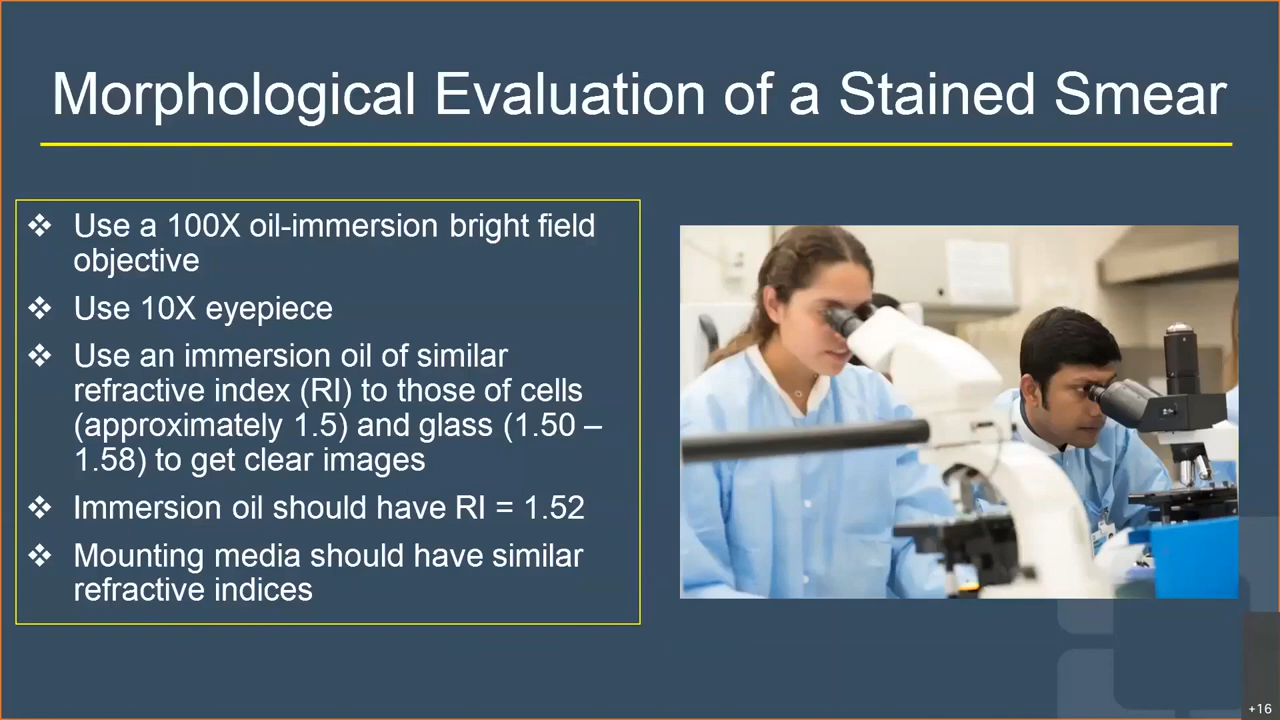 Morphological Evaluation of a Stained Smear
❖ Use a 100X oil-immersion bright field
objective
❖ Use 10X eyepiece
❖ Use an immersion oil of similar
refractive index (RI) to those of cells
(approximately 1.5) and glass (1.50 –
1.58) to get clear images
❖ Immersion oil should have RI = 1.52
❖ Mounting media should have similar
refractive indices
+16